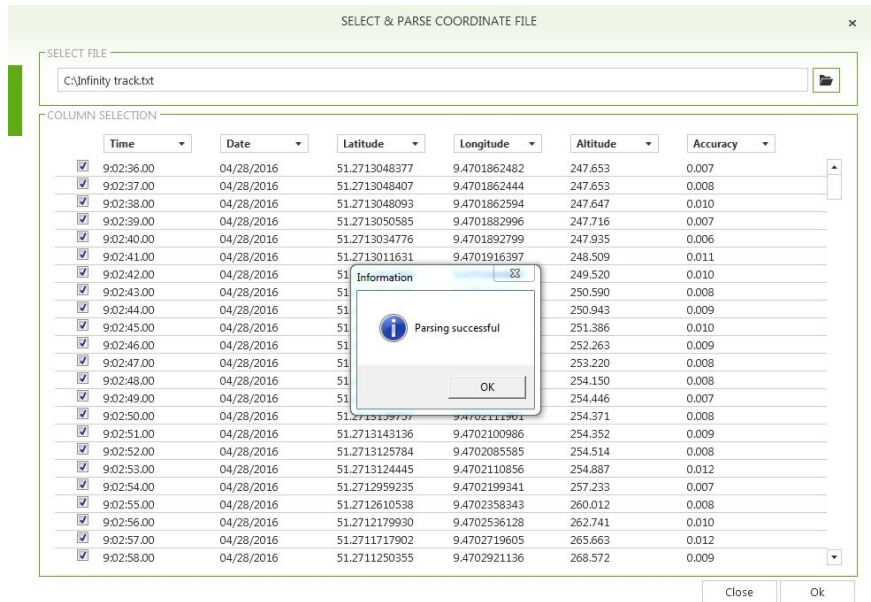 SELECT & PARSE COORDINATE FILE
SELECT FILE
C:\Infinity track.txt
COLUMN SELECTION
Time Date Latitude Longitude Altitude Accuracy
9:02:36.00 04/28/2016 51.2713048377 9.4701862482 247.653 0.007
9:02:37.00 04/28/2016 51.2713048407 9.4701862444 247.653 0.008
9:02:38.00 04/28/2016 51.2713048093 9.4701862594 247.647 0.010
9:02:39.00 04/28/2016 51.2713050585 9.4701882996 247.716 0.007
9:02:40.00 04/28/2016 51.2713034776 9.4701892799 247.935 0.006
9:02:41.00 04/28/2016 51.2713011631 9.4701916397 248.509 0.011
9:02:42.00 04/28/2016 51 249.520 0.010
9:02:43.00 04/28/2016 51 250.590 0.008
9:02:44.00 04/28/2016 51 250.943 0.009
9:02:45.00 04/28/2016 51 251.386 0.010
9:02:46.00 04/28/2016 51 252.263 0.009
9:02:47.00 04/28/2016 51 253.220 0.008
9:02:48.00 04/28/2016 51 254.150 0.008
9:02:49.00 04/28/2016 51 254.446 0.007
9:02:50.00 04/28/2016 254.371 0.008
9:02:51.00 04/28/2016 51.2713143136 9.4702100986 254.352 0.009
9:02:52.00 04/28/2016 51.2713125784 9.4702085585 254.514 0.008
9:02:53.00 04/28/2016 51.2713124445 9.4702110856 254.887 0.012
9:02:54.00 04/28/2016 51.2712959235 9.4702199341 257.233 0.007
9:02:55.00 04/28/2016 51.2712610538 9.4702358343 260.012 0.008
9:02:56.00 04/28/2016 51.2712179930 9.4702536128 262.741 0.010
9:02:57.00 04/28/2016 51.2711717902 9.4702719605 265.663 0.012
9:02:58.00 04/28/2016 51.2711250355 9.4702921136 268.572 0.009
Information
Parsing successful
OK
Close Ok